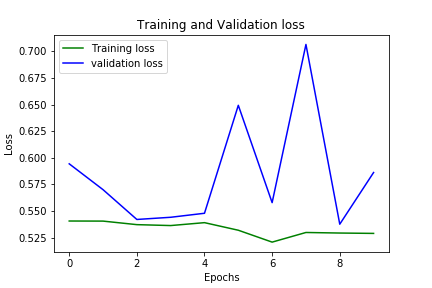 Training and Validation loss
Training loss
validation loss
0.700
0.675
0.650
0.625
0.600
0.575
0.550
0.525
Loss
0 2 4 6 8
Epochs